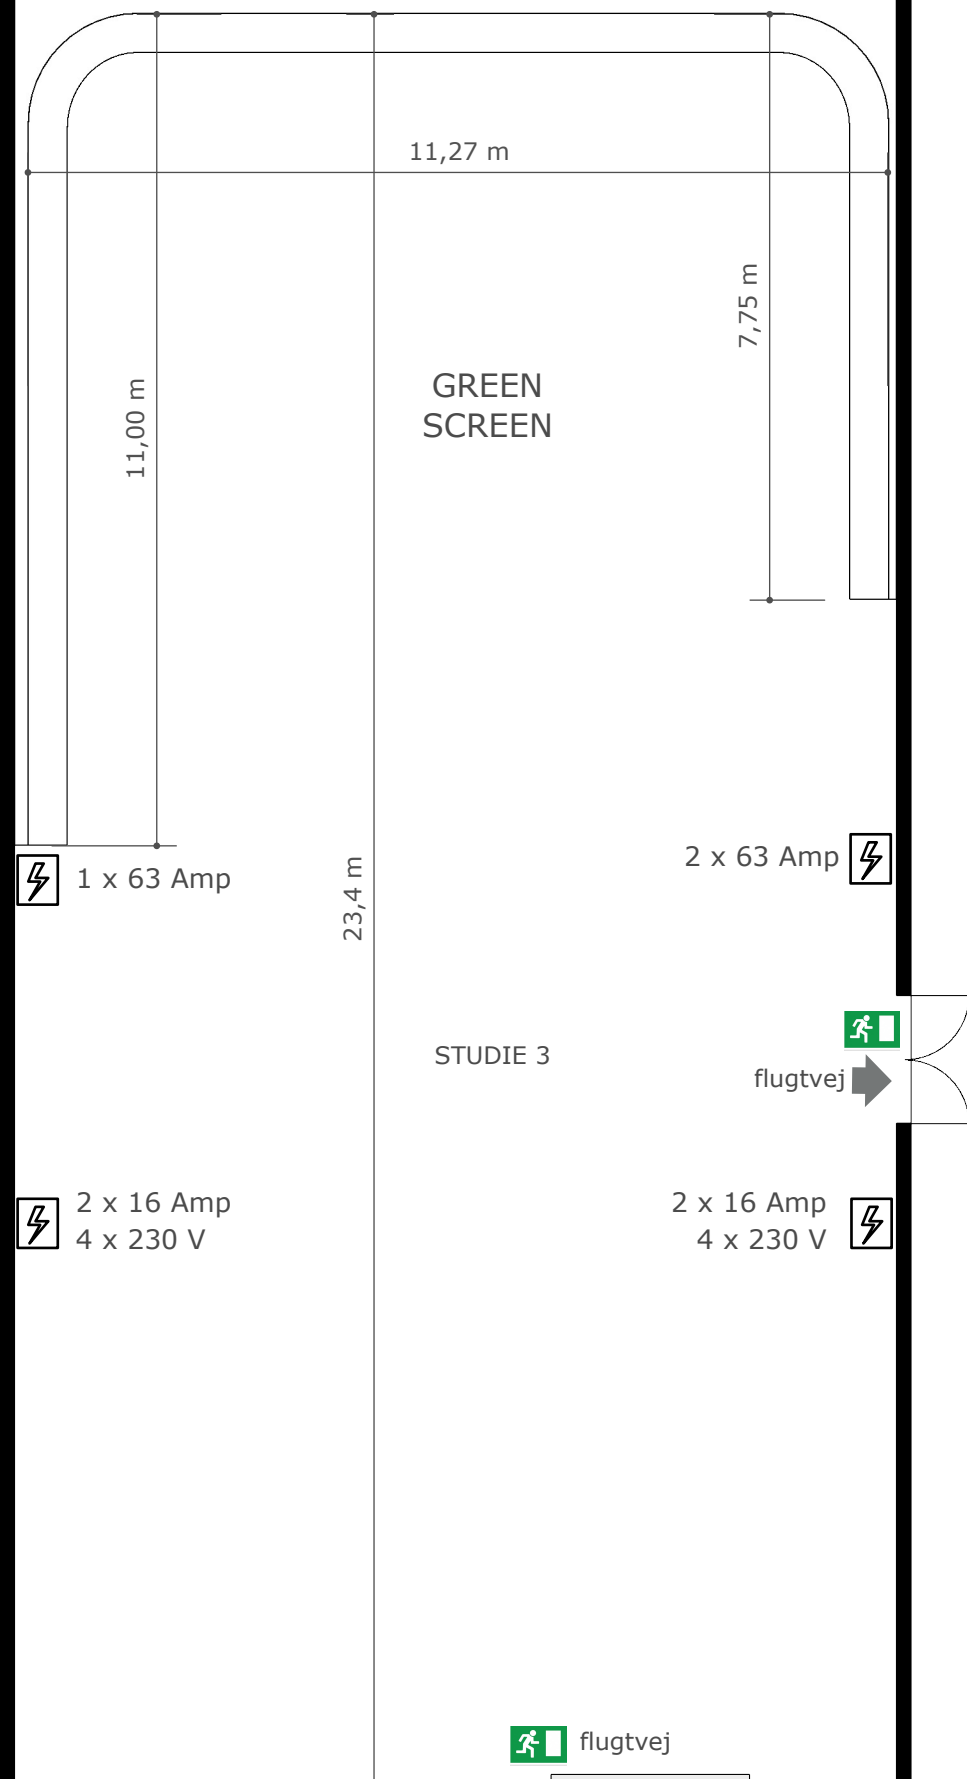 11,27 m
7,75 m
GREEN
SCREEN
11,00 m
2 x 63 Amp
1 x 63 Amp
23,4 m
STUDIE 3
flugtvej
2 x 16 Amp
4 x 230 V
2 x 16 Amp
4 x 230 V
flugtvej